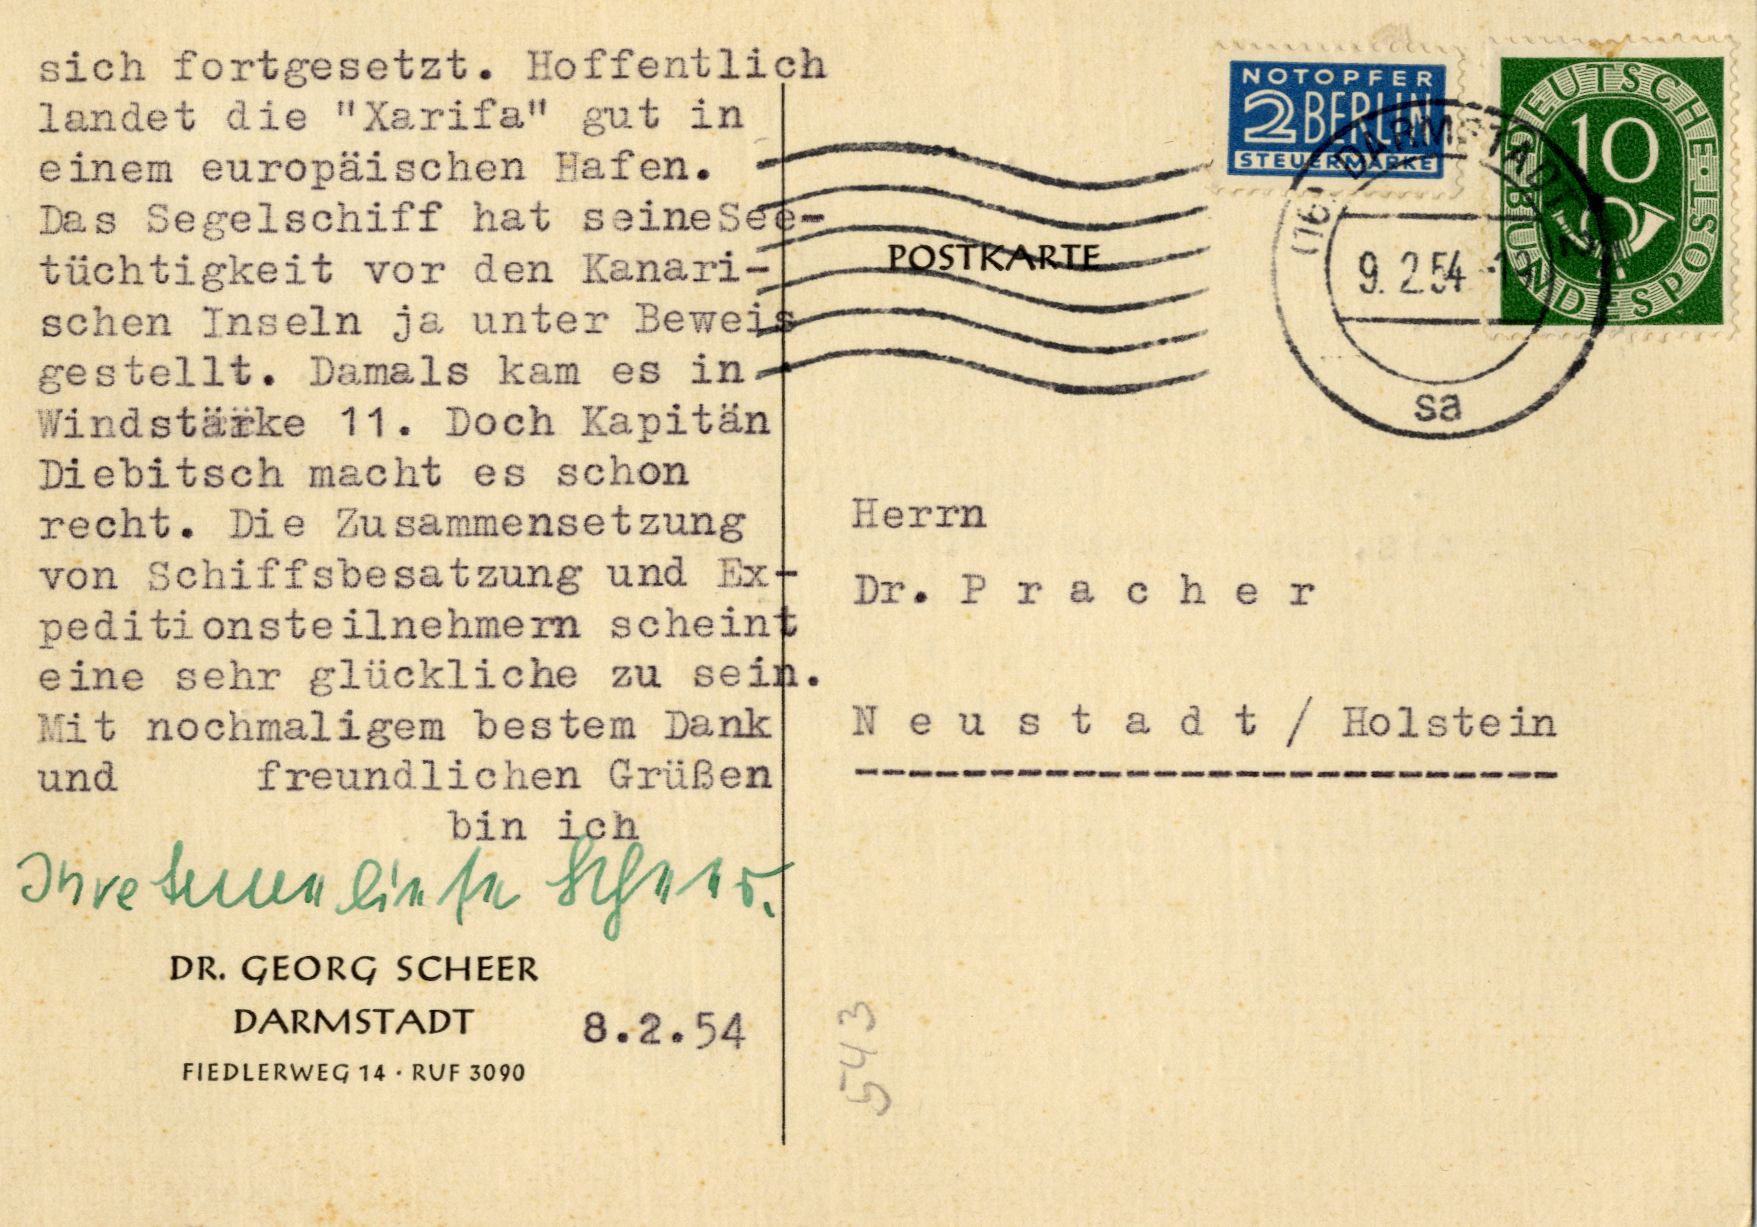 sich fortgesetzt. Hoffentlich
landet die "Xarifa" gut in
einem europäischen Hafen.
Das Segelschiff hat seineSee-
tüchtigkeit vor den Kanari-
schen Inseln ja unter Beweis
gestellt. Damals kam es in
Windstärke 11. Doch Kapitän
Diebitsch macht es schon
recht. Die Zusammensetzung
von Schiffsbesatzung und Ex-
peditionsteilnehmern scheint
eine sehr glückliche zu sein.
Mit nochmaligem bestem Dank
und freundlichen Grüßen
bin ich
Ihre Scheer.
DR. GEORG SCHEER
DARMSTADT 8.2.54
FIEDLERWEG 14 · RUF 3090
POSTKARTE
NOTOPFER
2 BERLIN
STEUERMARKE
DEUTSCHE BUNDESPOST
10
DARMSTADT
9. 2. 54
sa
Herrn
Dr. P r a c h e r
N e u s t a d t / Holstein
543